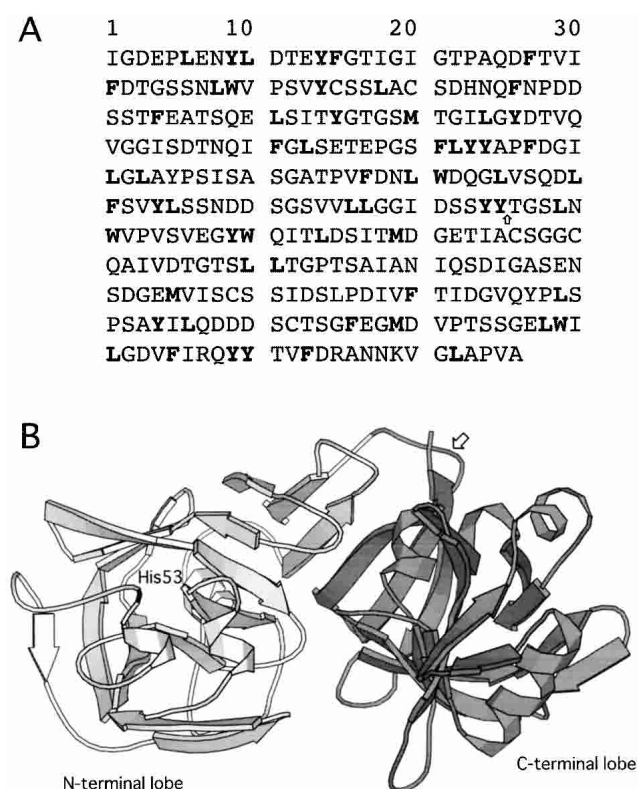 A
1 10 20 30
IGDEPLENYL DTEYFGTIGI GTPAQDFTVI
FDTGSSNLWV PSVYCSSLAC SDHNQFNPDD
SSTFEATSQE LSITYGTGSM TGILGYDTVQ
VGGISDTNQI FGLSETEPGS FLYYAPFDGI
LGLAYPSISA SGATPVFDNL WDQGLVSQDL
FSVYLSSNDD SGSVVLLGGI DSSYYTGSLN
WVPVSVEGYW QITLDSITMD GETIACSGGC
QAIVDTGTSL LTGPTSAIAN IQSDIGASEN
SDGEMVISCS SIDSLPDIVF TIDGVQYPLS
PSAYILQDDD SCTSGFEGMD VPTSSGELWI
LGDVFIRQYY TVFDRANNKV GLAPVA
B
His53
C-terminal lobe
N-terminal lobe